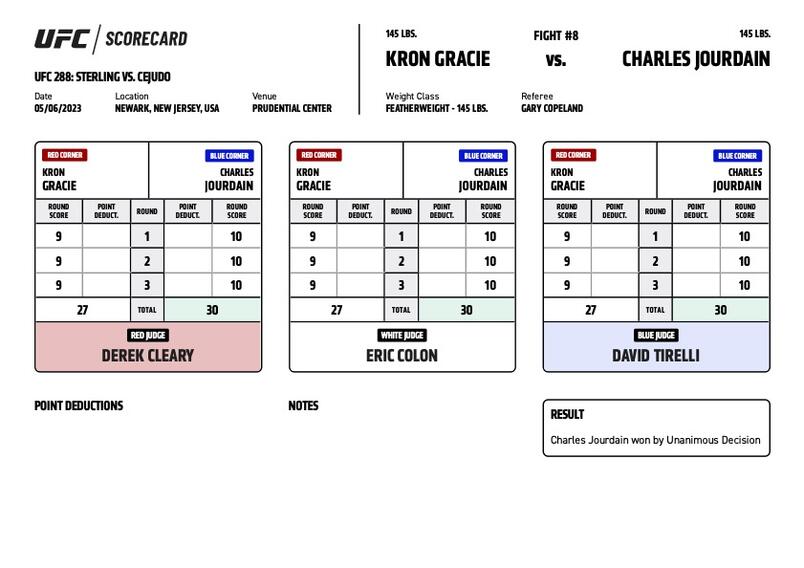 UFC / SCORECARD
UFC 288: STERLING VS. CEJUDO
Date Location Venue
05/06/2023 NEWARK, NEW JERSEY, USA PRUDENTIAL CENTER
145 LBS. FIGHT #8 145 LBS.
KRON GRACIE vs. CHARLES JOURDAIN
Weight Class Referee
FEATHERWEIGHT - 145 LBS. GARY COPELAND
RED CORNER BLUE CORNER
KRON CHARLES
GRACIE JOURDAIN
ROUND SCORE POINT DEDUCT. ROUND POINT DEDUCT. ROUND SCORE
9 1 10
9 2 10
9 3 10
27 TOTAL 30
RED JUDGE
DEREK CLEARY
RED CORNER BLUE CORNER
KRON CHARLES
GRACIE JOURDAIN
ROUND SCORE POINT DEDUCT. ROUND POINT DEDUCT. ROUND SCORE
9 1 10
9 2 10
9 3 10
27 TOTAL 30
WHITE JUDGE
ERIC COLON
RED CORNER BLUE CORNER
KRON CHARLES
GRACIE JOURDAIN
ROUND SCORE POINT DEDUCT. ROUND POINT DEDUCT. ROUND SCORE
9 1 10
9 2 10
9 3 10
27 TOTAL 30
BLUE JUDGE
DAVID TIRELLI
POINT DEDUCTIONS
NOTES
RESULT
Charles Jourdain won by Unanimous Decision